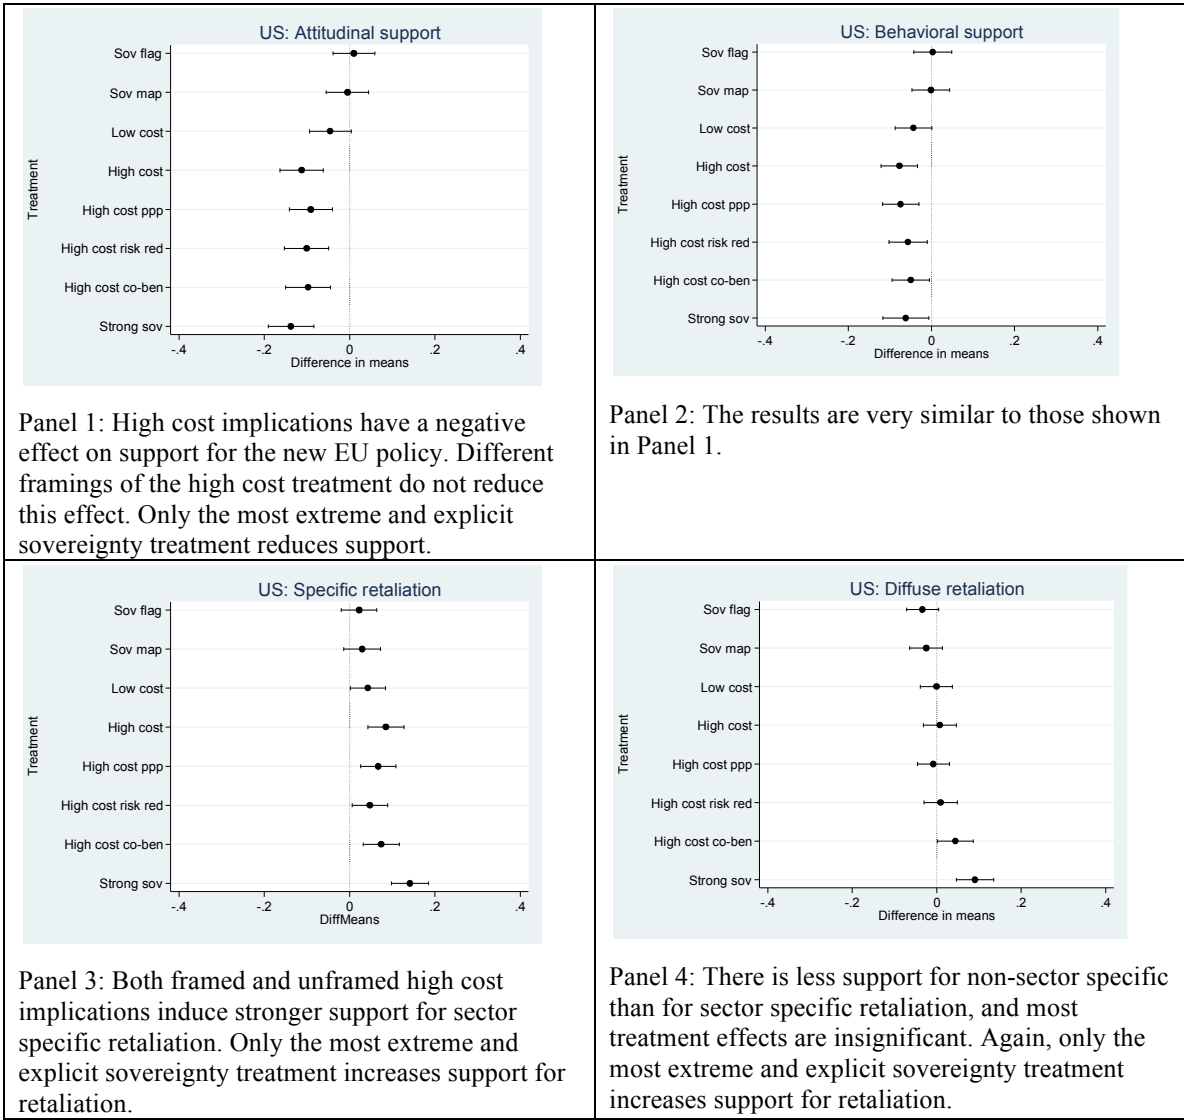 US: Attitudinal support
Sov flag
Sov map
Low cost
High cost
High cost ppp
High cost risk red
High cost co-ben
Strong sov
Treatment
-.4 -.2 0 .2 .4
Difference in means
Panel 1: High cost implications have a negative
effect on support for the new EU policy. Different
framings of the high cost treatment do not reduce
this effect. Only the most extreme and explicit
sovereignty treatment reduces support.
US: Behavioral support
Sov flag
Sov map
Low cost
High cost
High cost ppp
High cost risk red
High cost co-ben
Strong sov
Treatment
-.4 -.2 0 .2 .4
Difference in means
Panel 2: The results are very similar to those shown
in Panel 1.
US: Specific retaliation
Sov flag
Sov map
Low cost
High cost
High cost ppp
High cost risk red
High cost co-ben
Strong sov
Treatment
-.4 -.2 0 .2 .4
DiffMeans
Panel 3: Both framed and unframed high cost
implications induce stronger support for sector
specific retaliation. Only the most extreme and
explicit sovereignty treatment increases support for
retaliation.
US: Diffuse retaliation
Sov flag
Sov map
Low cost
High cost
High cost ppp
High cost risk red
High cost co-ben
Strong sov
Treatment
-.4 -.2 0 .2 .4
Difference in means
Panel 4: There is less support for non-sector specific
than for sector specific retaliation, and most
treatment effects are insignificant. Again, only the
most extreme and explicit sovereignty treatment
increases support for retaliation.